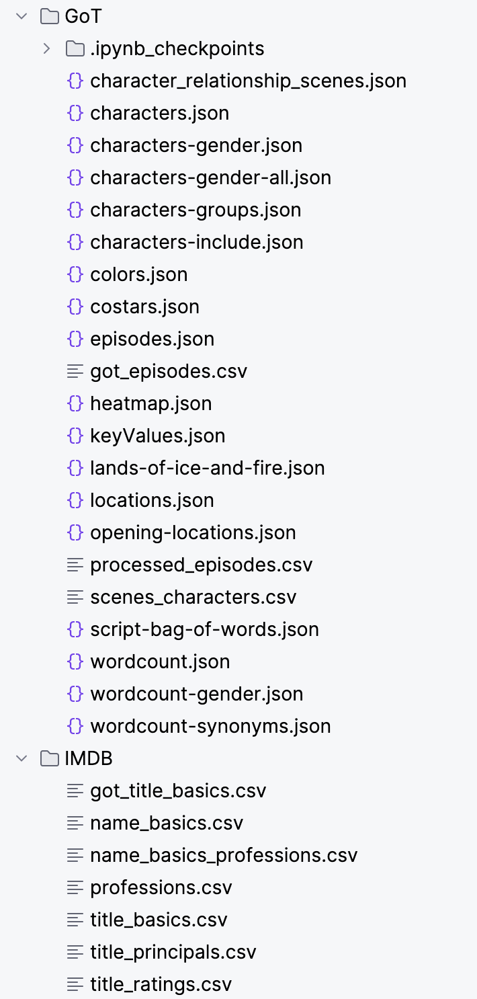 GoT
.ipynb_checkpoints
character_relationship_scenes.json
characters.json
characters-gender.json
characters-gender-all.json
characters-groups.json
characters-include.json
colors.json
costars.json
episodes.json
got_episodes.csv
heatmap.json
keyValues.json
lands-of-ice-and-fire.json
locations.json
opening-locations.json
processed_episodes.csv
scenes_characters.csv
script-bag-of-words.json
wordcount.json
wordcount-gender.json
wordcount-synonyms.json
IMDB
got_title_basics.csv
name_basics.csv
name_basics_professions.csv
professions.csv
title_basics.csv
title_principals.csv
title_ratings.csv